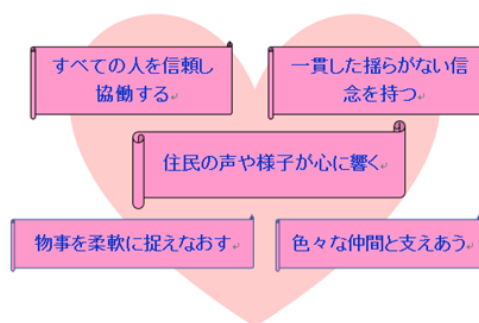 すべての人を信頼し
協働する
一貫した揺らがない信
念を持つ
住民の声や様子が心に響く
物事を柔軟に捉えなおす
色々な仲間と支えあう